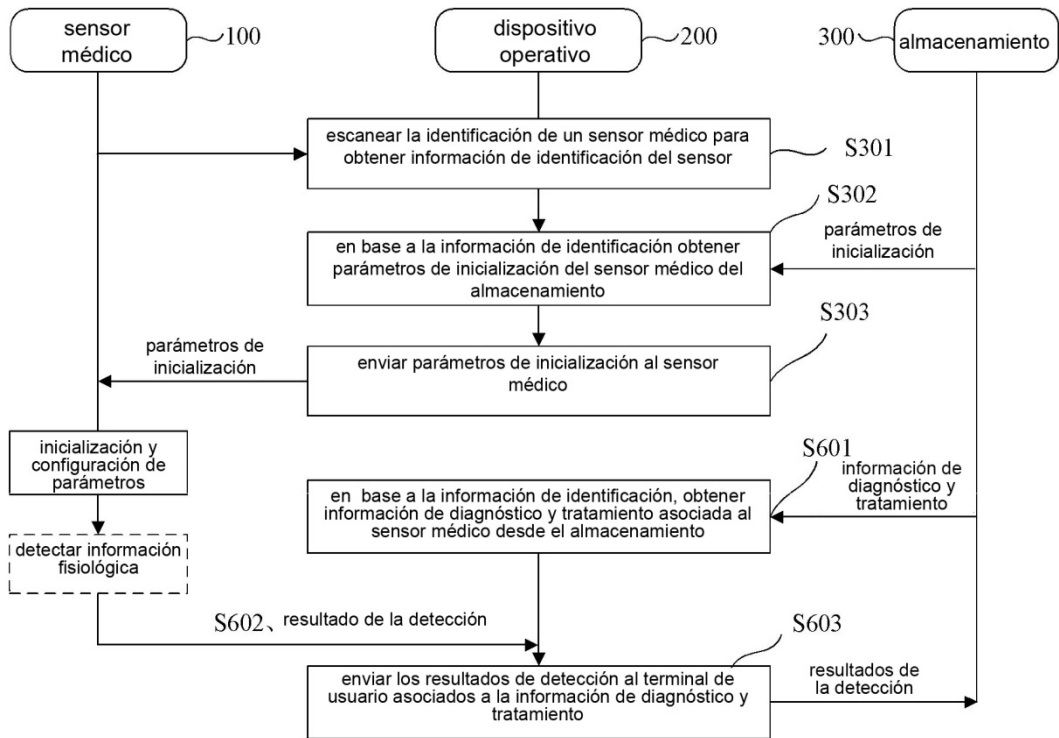 sensor
médico
100
dispositivo
operativo
200
300
almacenamiento
escanear la identificación de un sensor médico para
obtener información de identificación del sensor
S301
S302
en base a la información de identificación obtener
parámetros de inicialización del sensor médico del
almacenamiento
parámetros de
inicialización
S303
parámetros de
inicialización
enviar parámetros de inicialización al sensor
médico
inicialización y
configuración de
parámetros
S601
en base a la información de identificación, obtener
información de diagnóstico y tratamiento asociada al
sensor médico desde el almacenamiento
información de
diagnóstico y
tratamiento
detectar información
fisiológica
S602、resultado de la detección
S603
enviar los resultados de detección al terminal de
usuario asociados a la información de diagnóstico y
tratamiento
resultados de
la detección